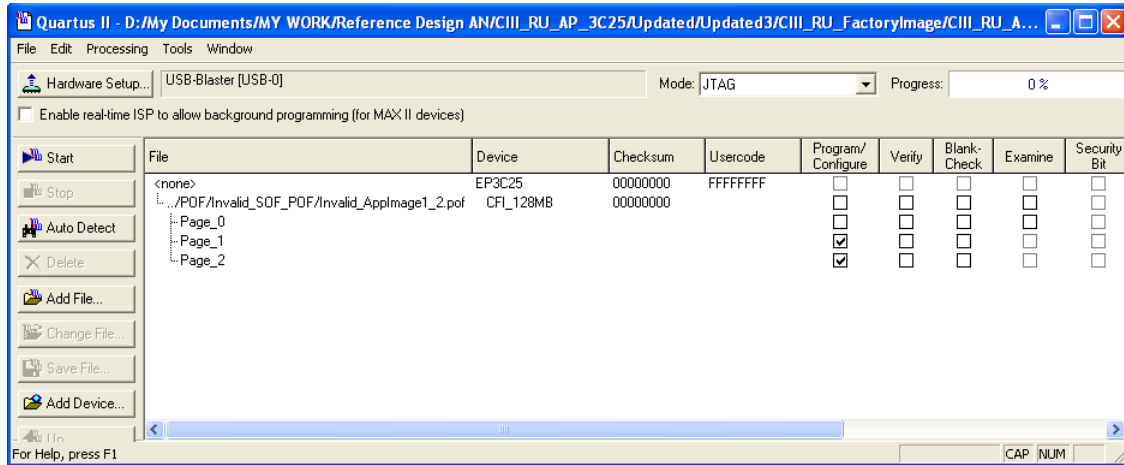 Quartus II - D:/My Documents/MY WORK/Reference Design AN/CIII_RU_AP_3C25/Updated/Updated3/CIII_RU_FactoryImage/CIII_RU_A...
File Edit Processing Tools Window
Hardware Setup... USB-Blaster [USB-0] Mode: JTAG Progress: 0 %
Enable real-time ISP to allow background programming (for MAX II devices)
Start
Stop
Auto Detect
Delete
Add File...
Change File...
Save File...
Add Device...
Up
File Device Checksum Usercode Program/ Configure Verify Blank- Check Examine Security Bit
<none> EP3C25 00000000 FFFFFFFF
../POF/Invalid_SOF_POF/Invalid_AppImage1_2.pof CFI_128MB 00000000
Page_0
Page_1
Page_2
For Help, press F1 CAP NUM